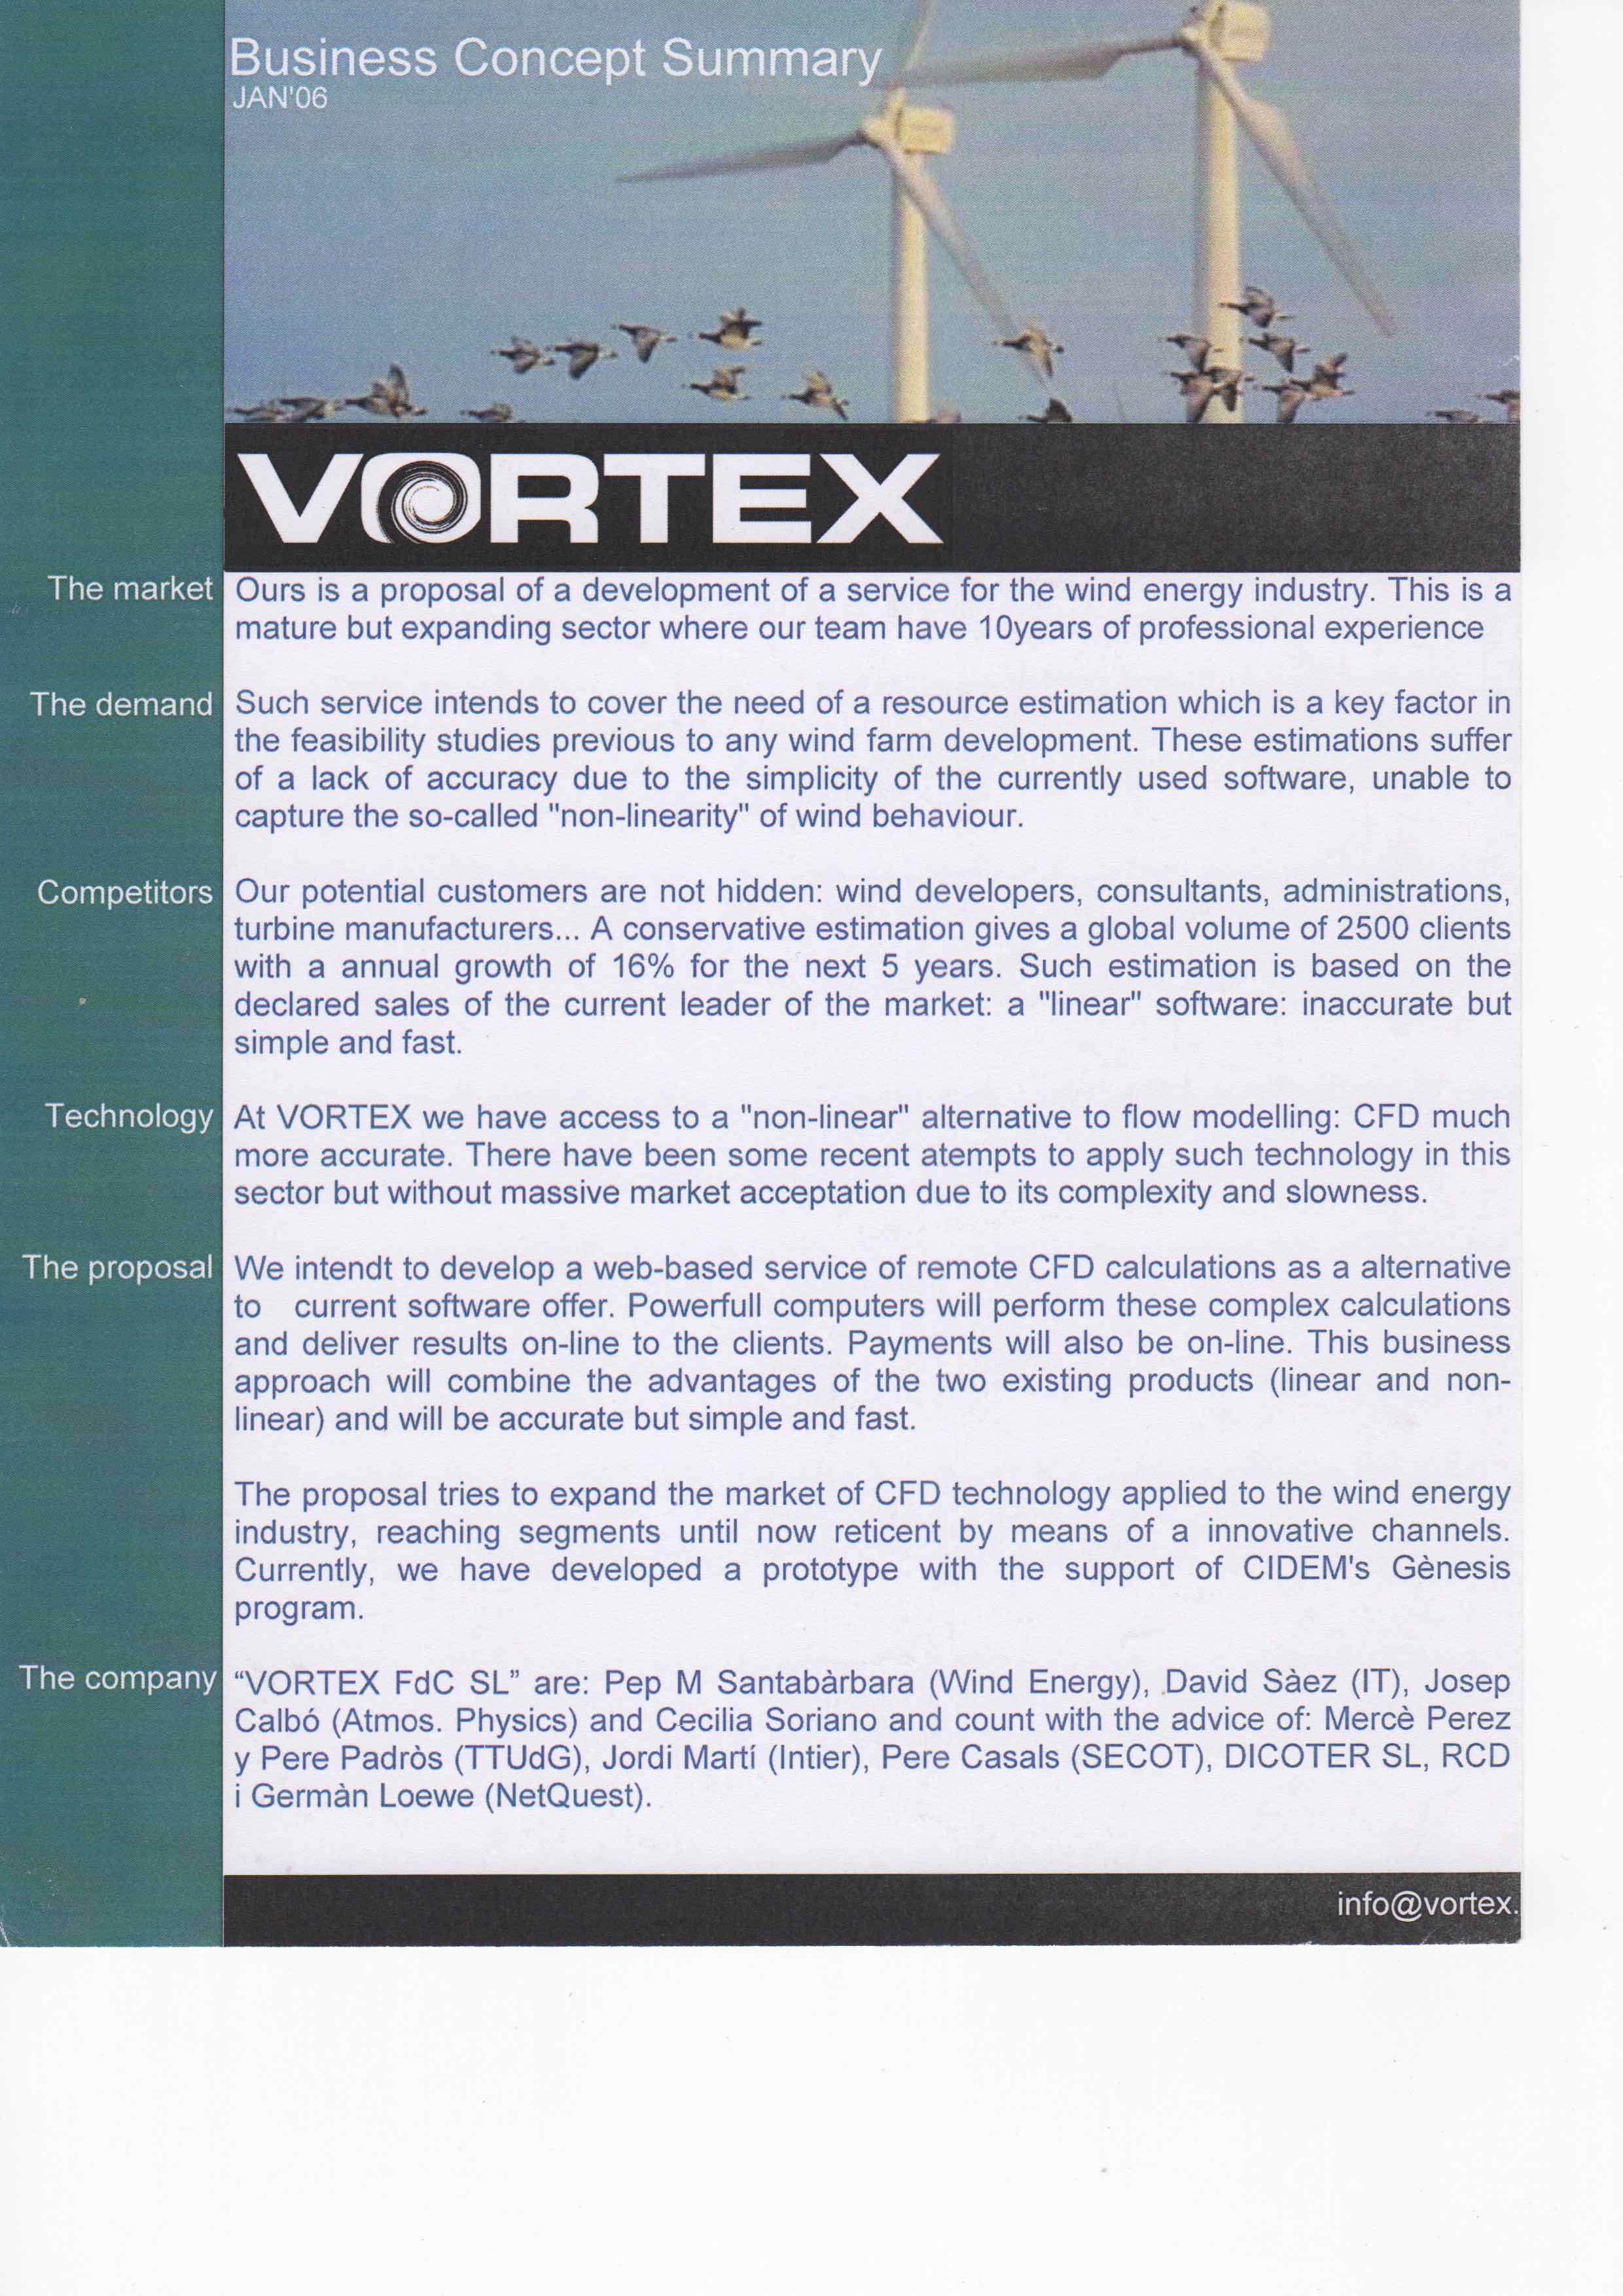 Business Concept Summary
JAN'06
VORTEX
The market
Ours is a proposal of a development of a service for the wind energy industry. This is a
mature but expanding sector where our team have 10years of professional experience
The demand
Such service intends to cover the need of a resource estimation which is a key factor in
the feasibility studies previous to any wind farm development. These estimations suffer
of a lack of accuracy due to the simplicity of the currently used software, unable to
capture the so-called "non-linearity" of wind behaviour.
Competitors
Our potential customers are not hidden: wind developers, consultants, administrations,
turbine manufacturers... A conservative estimation gives a global volume of 2500 clients
with a annual growth of 16% for the next 5 years. Such estimation is based on the
declared sales of the current leader of the market: a "linear" software: inaccurate but
simple and fast.
Technology
At VORTEX we have access to a "non-linear" alternative to flow modelling: CFD much
more accurate. There have been some recent atempts to apply such technology in this
sector but without massive market acceptation due to its complexity and slowness.
The proposal
We intendt to develop a web-based service of remote CFD calculations as a alternative
to current software offer. Powerfull computers will perform these complex calculations
and deliver results on-line to the clients. Payments will also be on-line. This business
approach will combine the advantages of the two existing products (linear and non-
linear) and will be accurate but simple and fast.
The proposal tries to expand the market of CFD technology applied to the wind energy
industry, reaching segments until now reticent by means of a innovative channels.
Currently, we have developed a prototype with the support of CIDEM's Gènesis
program.
The company
“VORTEX FdC SL” are: Pep M Santabàrbara (Wind Energy), David Sàez (IT), Josep
Calbó (Atmos. Physics) and Cecilia Soriano and count with the advice of: Mercè Perez
y Pere Padròs (TTUdG), Jordi Martí (Intier), Pere Casals (SECOT), DICOTER SL, RCD
i Germàn Loewe (NetQuest).
info@vortex.